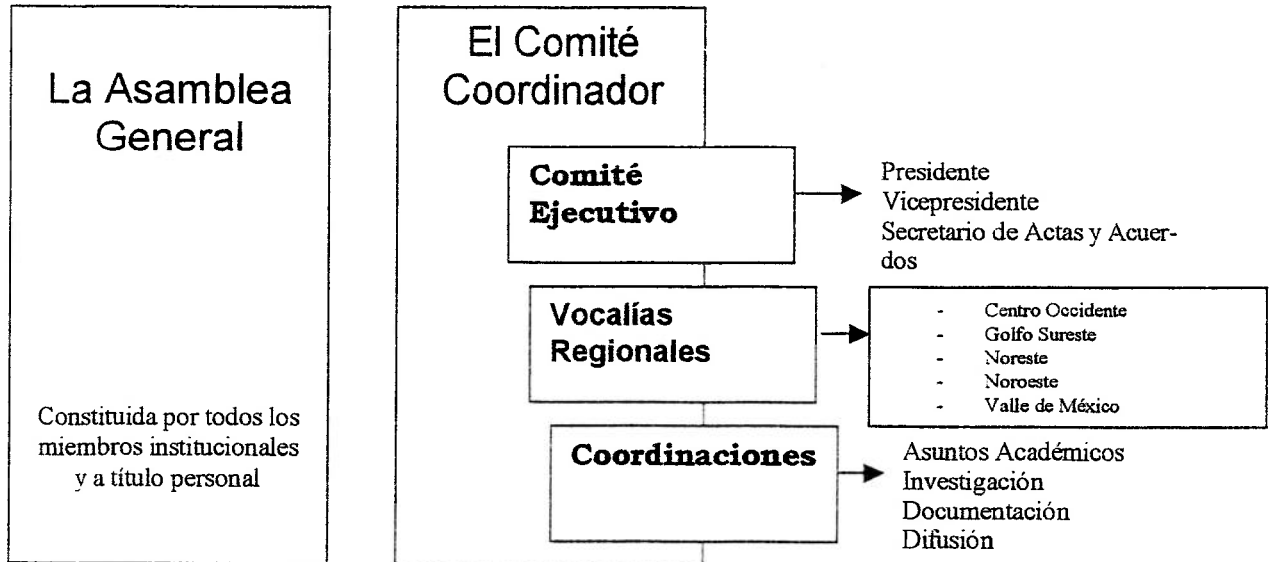 La Asamblea
General
Constituida por todos los
miembros institucionales
y a título personal
El Comité
Coordinador
Comité
Ejecutivo
Presidente
Vicepresidente
Secretario de Actas y Acuer-
dos
Vocalías
Regionales
- Centro Occidente
- Golfo Sureste
- Noreste
- Noroeste
- Valle de México
Coordinaciones
Asuntos Académicos
Investigación
Documentación
Difusión